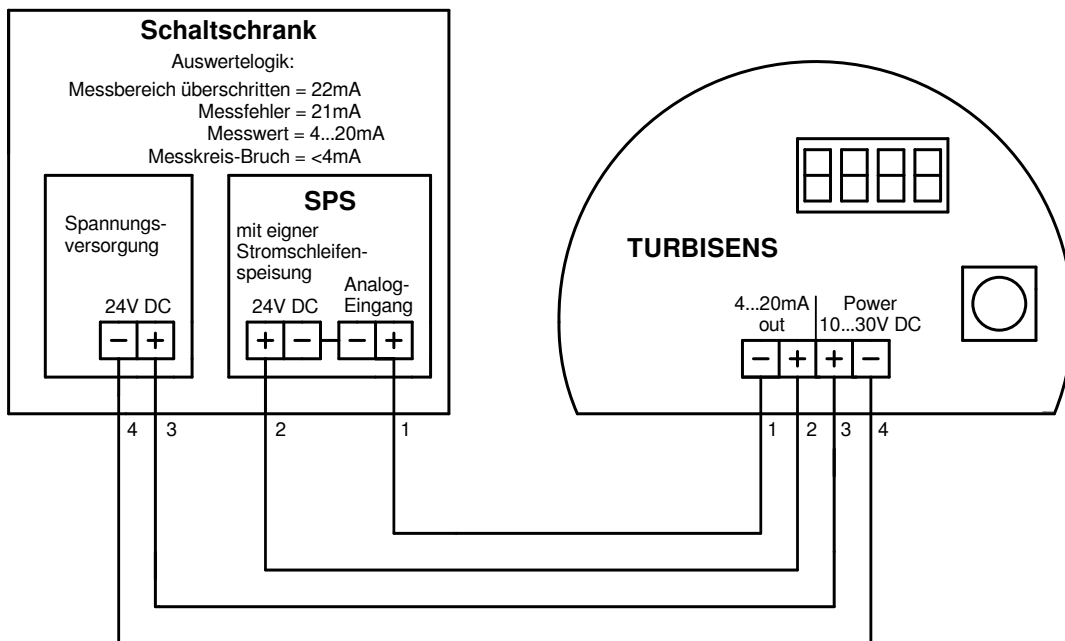 Schaltschrank
Auswertelogik:
Messbereich überschritten = 22mA
Messfehler = 21mA
Messwert = 4...20mA
Messkreis-Bruch = <4mA
Spannungs-
versorgung
24V DC
− +
SPS
mit eigner
Stromschleifen-
speisung
24V DC
+ −
Analog-
Eingang
− +
4 3 2 1
TURBISENS
4...20mA
out
Power
10...30V DC
− + + −
1 2 3 4